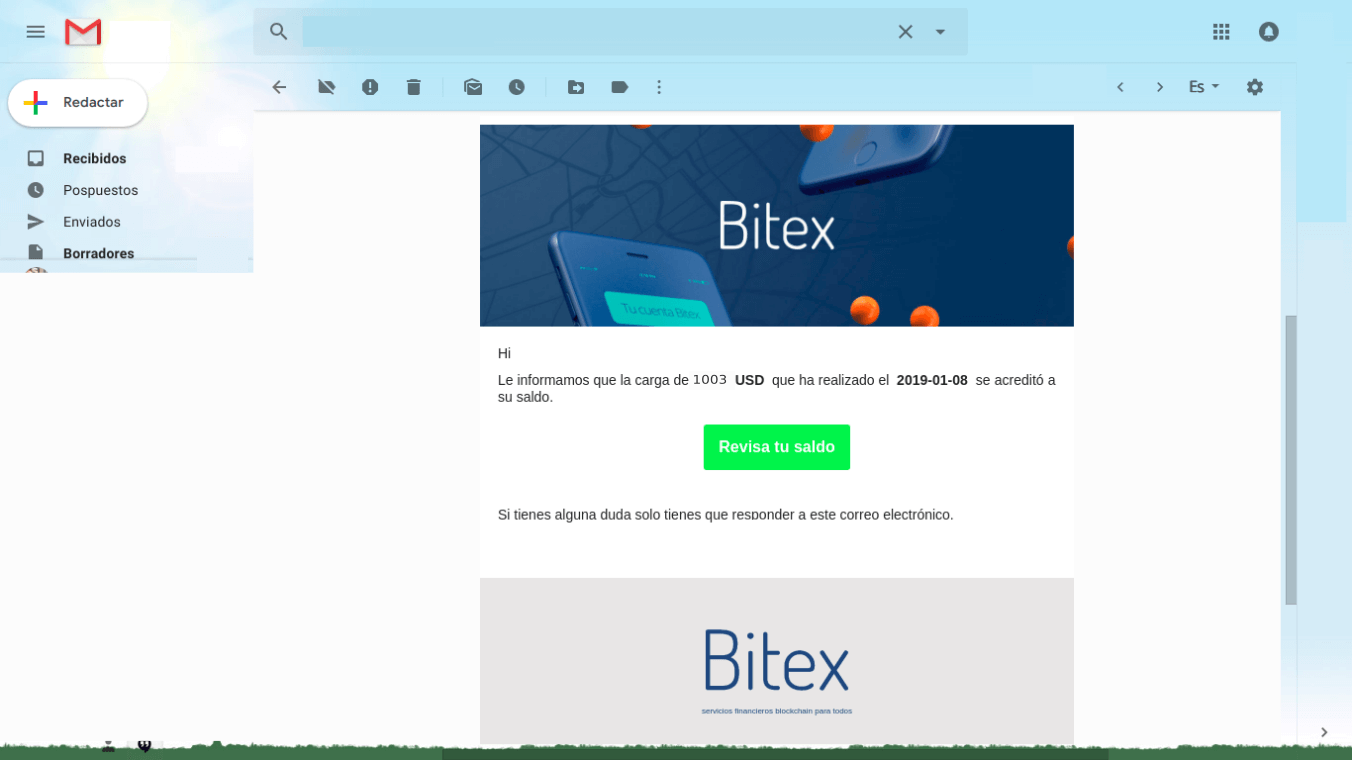 Redactar
Es
Recibidos
Pospuestos
Enviados
Borradores
Bitex
Tu cuenta Bitex
Hi
Le informamos que la carga de 1003 USD que ha realizado el 2019-01-08 se acreditó a
su saldo.
Revisa tu saldo
Si tienes alguna duda solo tienes que responder a este correo electrónico.
Bitex
servicios financieros blockchain para todos